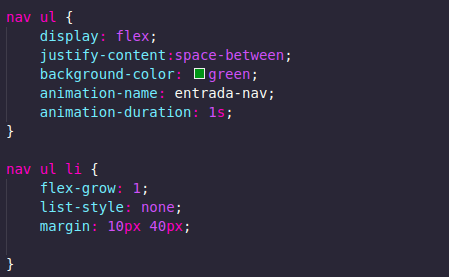 nav ul {
    display: flex;
    justify-content:space-between;
    background-color: green;
    animation-name: entrada-nav;
    animation-duration: 1s;
}

nav ul li {
    flex-grow: 1;
    list-style: none;
    margin: 10px 40px;

}